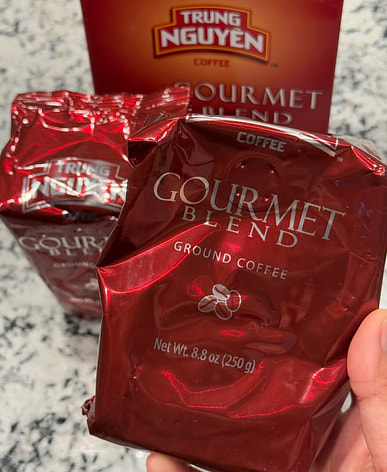 TRUNG
NGUYÊN
COFFEE
GOURMET
BLEND
TRUNG
NGUYÊN
GOURMET
BLEND
GROUND
COFFEE
GOURMET
BLEND
GROUND COFFEE
Net Wt. 8.8 oz (250 g)